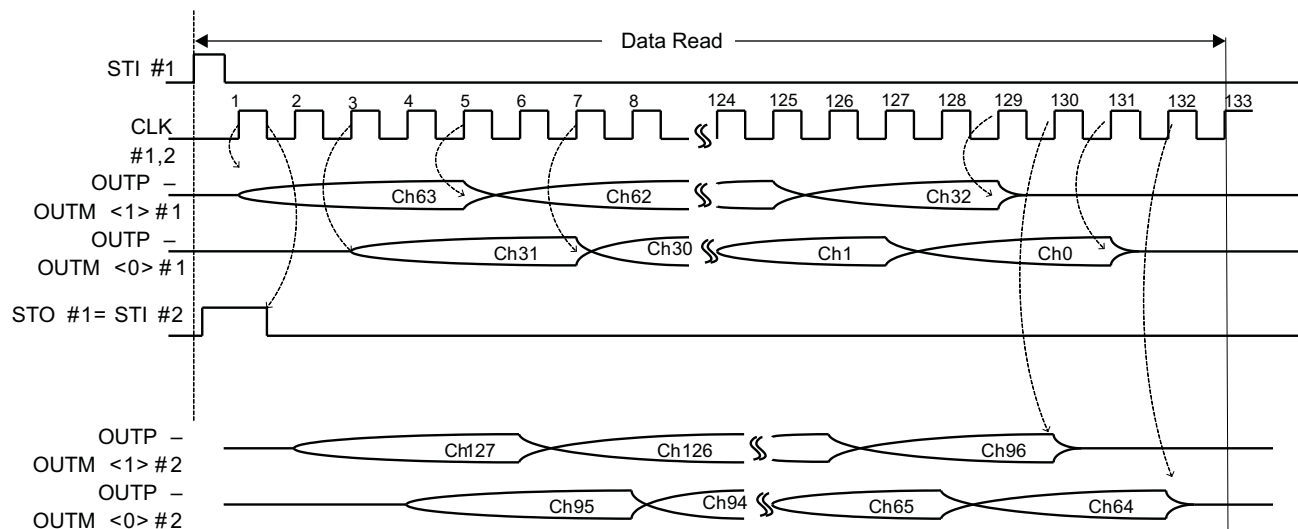 Data Read
STI #1
1 2 3 4 5 6 7 8 124 125 126 127 128 129 130 131 132 133
CLK
#1,2
OUTP –
OUTM <1> #1
Ch63 Ch62 Ch32
OUTP –
OUTM <0> #1
Ch31 Ch30 Ch1 Ch0
STO #1= STI #2
OUTP –
OUTM <1> #2
Ch127 Ch126 Ch96
OUTP –
OUTM <0> #2
Ch95 Ch94 Ch65 Ch64